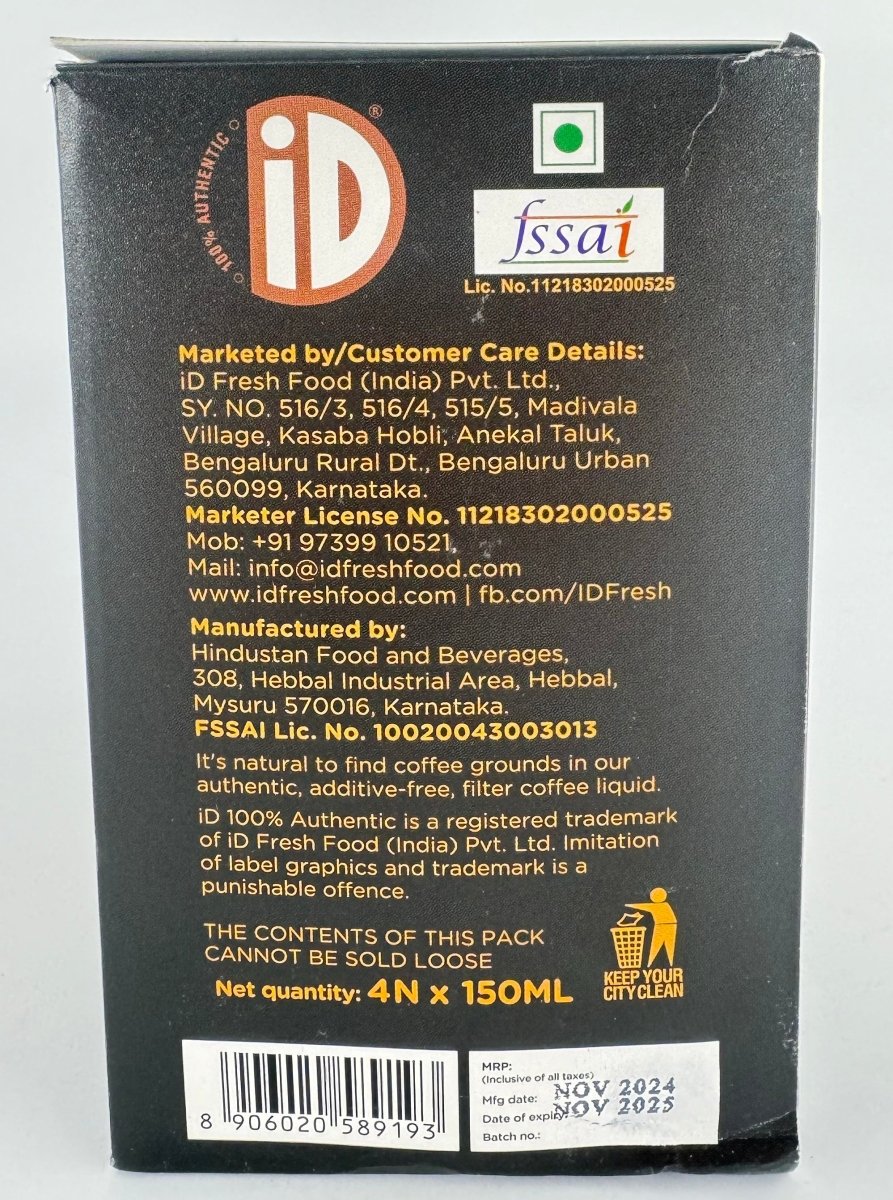 100% AUTHENTIC
iD
®
fssai
Lic. No.11218302000525
Marketed by/Customer Care Details:
iD Fresh Food (India) Pvt. Ltd.,
SY. NO. 516/3, 516/4, 515/5, Madivala
Village, Kasaba Hobli, Anekal Taluk,
Bengaluru Rural Dt., Bengaluru Urban
560099, Karnataka.
Marketer License No. 11218302000525
Mob: +91 97399 10521,
Mail: info@idfreshfood.com
www.idfreshfood.com | fb.com/IDFresh
Manufactured by:
Hindustan Food and Beverages,
308, Hebbal Industrial Area, Hebbal,
Mysuru 570016, Karnataka.
FSSAI Lic. No. 10020043003013
It's natural to find coffee grounds in our
authentic, additive-free, filter coffee liquid.
iD 100% Authentic is a registered trademark
of iD Fresh Food (India) Pvt. Ltd. Imitation
of label graphics and trademark is a
punishable offence.
THE CONTENTS OF THIS PACK
CANNOT BE SOLD LOOSE
KEEP YOUR
CITY CLEAN
Net quantity: 4N x 150ML
8 906020 589193
MRP:
(Inclusive of all taxes)
Mfg date: NOV 2024
Date of expiry: NOV 2025
Batch no.: